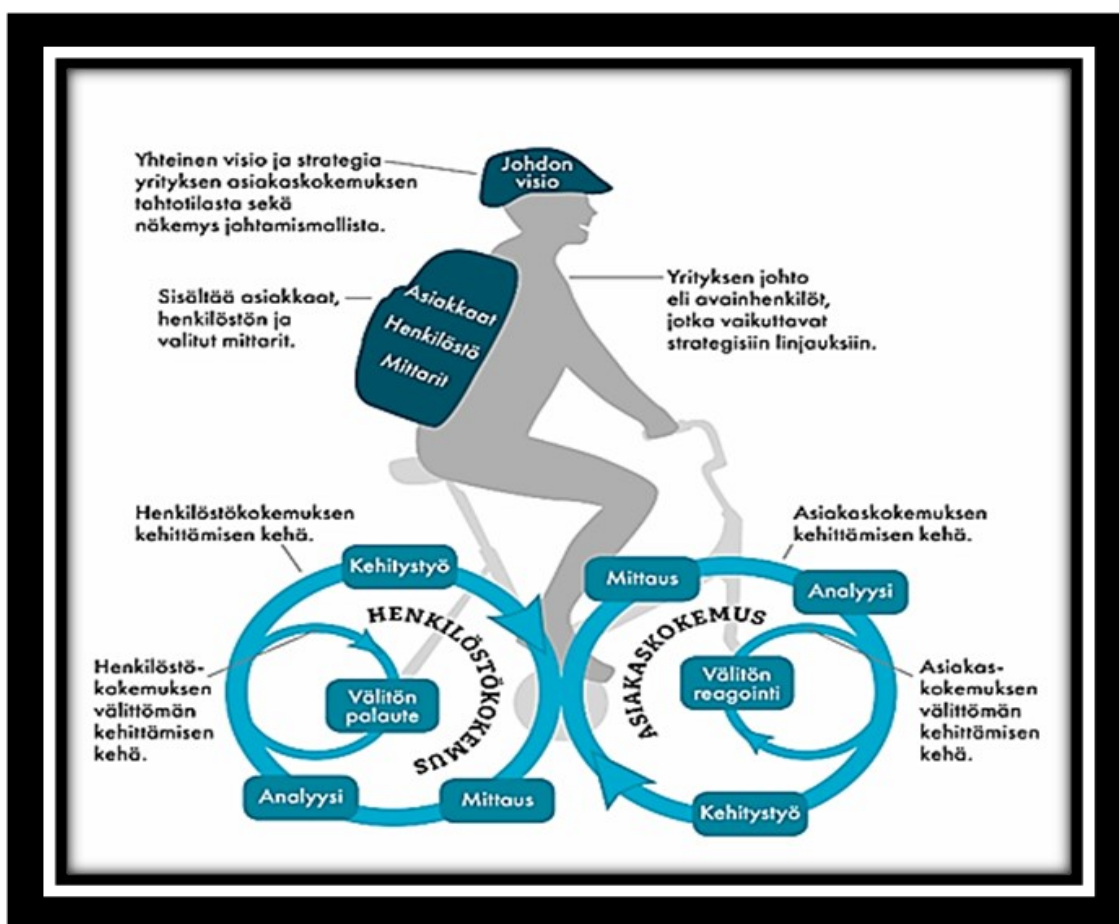 Yhteinen visio ja strategia
yrityksen asiakaskokemuksen
tahtotilasta sekä
näkemys johtamismallista.
Johdon
visio
Sisältää asiakkaat,
henkilöstön ja
valitut mittarit.
Asiakkaat
Henkilöstö
Mittarit
Yrityksen johto
eli avainhenkilöt,
jotka vaikuttavat
strategisiin linjauksiin.
Henkilöstökokemuksen
kehittämisen kehä.
Asiakaskokemuksen
kehittämisen kehä.
Kehitystyö
HENKILÖSTÖKOKEMUS
Henkilöstö-
kokemuksen
välittömän
kehittämisen
kehä.
Välitön
palaute
Analyysi
Mittaus
Mittaus
Analyysi
ASIAKASKOKEMUS
Välitön
reagointi
Asiakas-
kokemuksen
välittömän
kehittämisen
kehä.
Kehitystyö